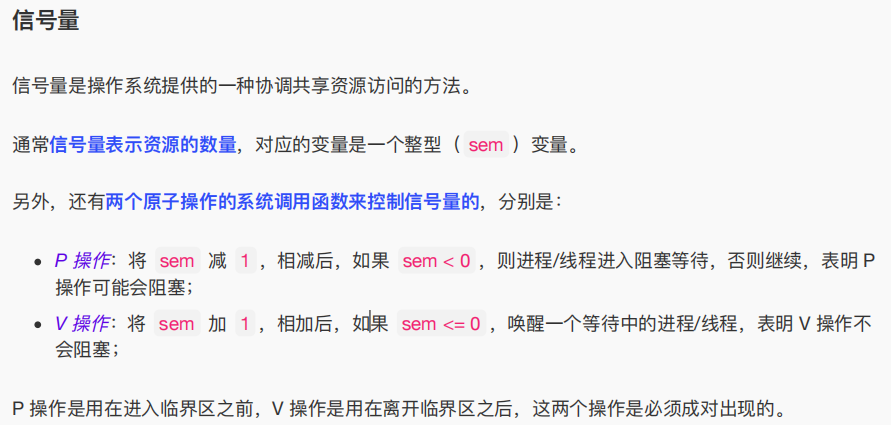 信号量
信号量是操作系统提供的一种协调共享资源访问的方法。
通常信号量表示资源的数量，对应的变量是一个整型（ sem ）变量。
另外，还有两个原子操作的系统调用函数来控制信号量的，分别是：
• P 操作：将 sem 减 1 ，相减后，如果 sem < 0 ，则进程/线程进入阻塞等待，否则继续，表明 P
操作可能会阻塞；
• V 操作：将 sem 加 1 ，相加后，如果 sem <= 0 ，唤醒一个等待中的进程/线程，表明 V 操作不
会阻塞；
P 操作是用在进入临界区之前，V 操作是用在离开临界区之后，这两个操作是必须成对出现的。